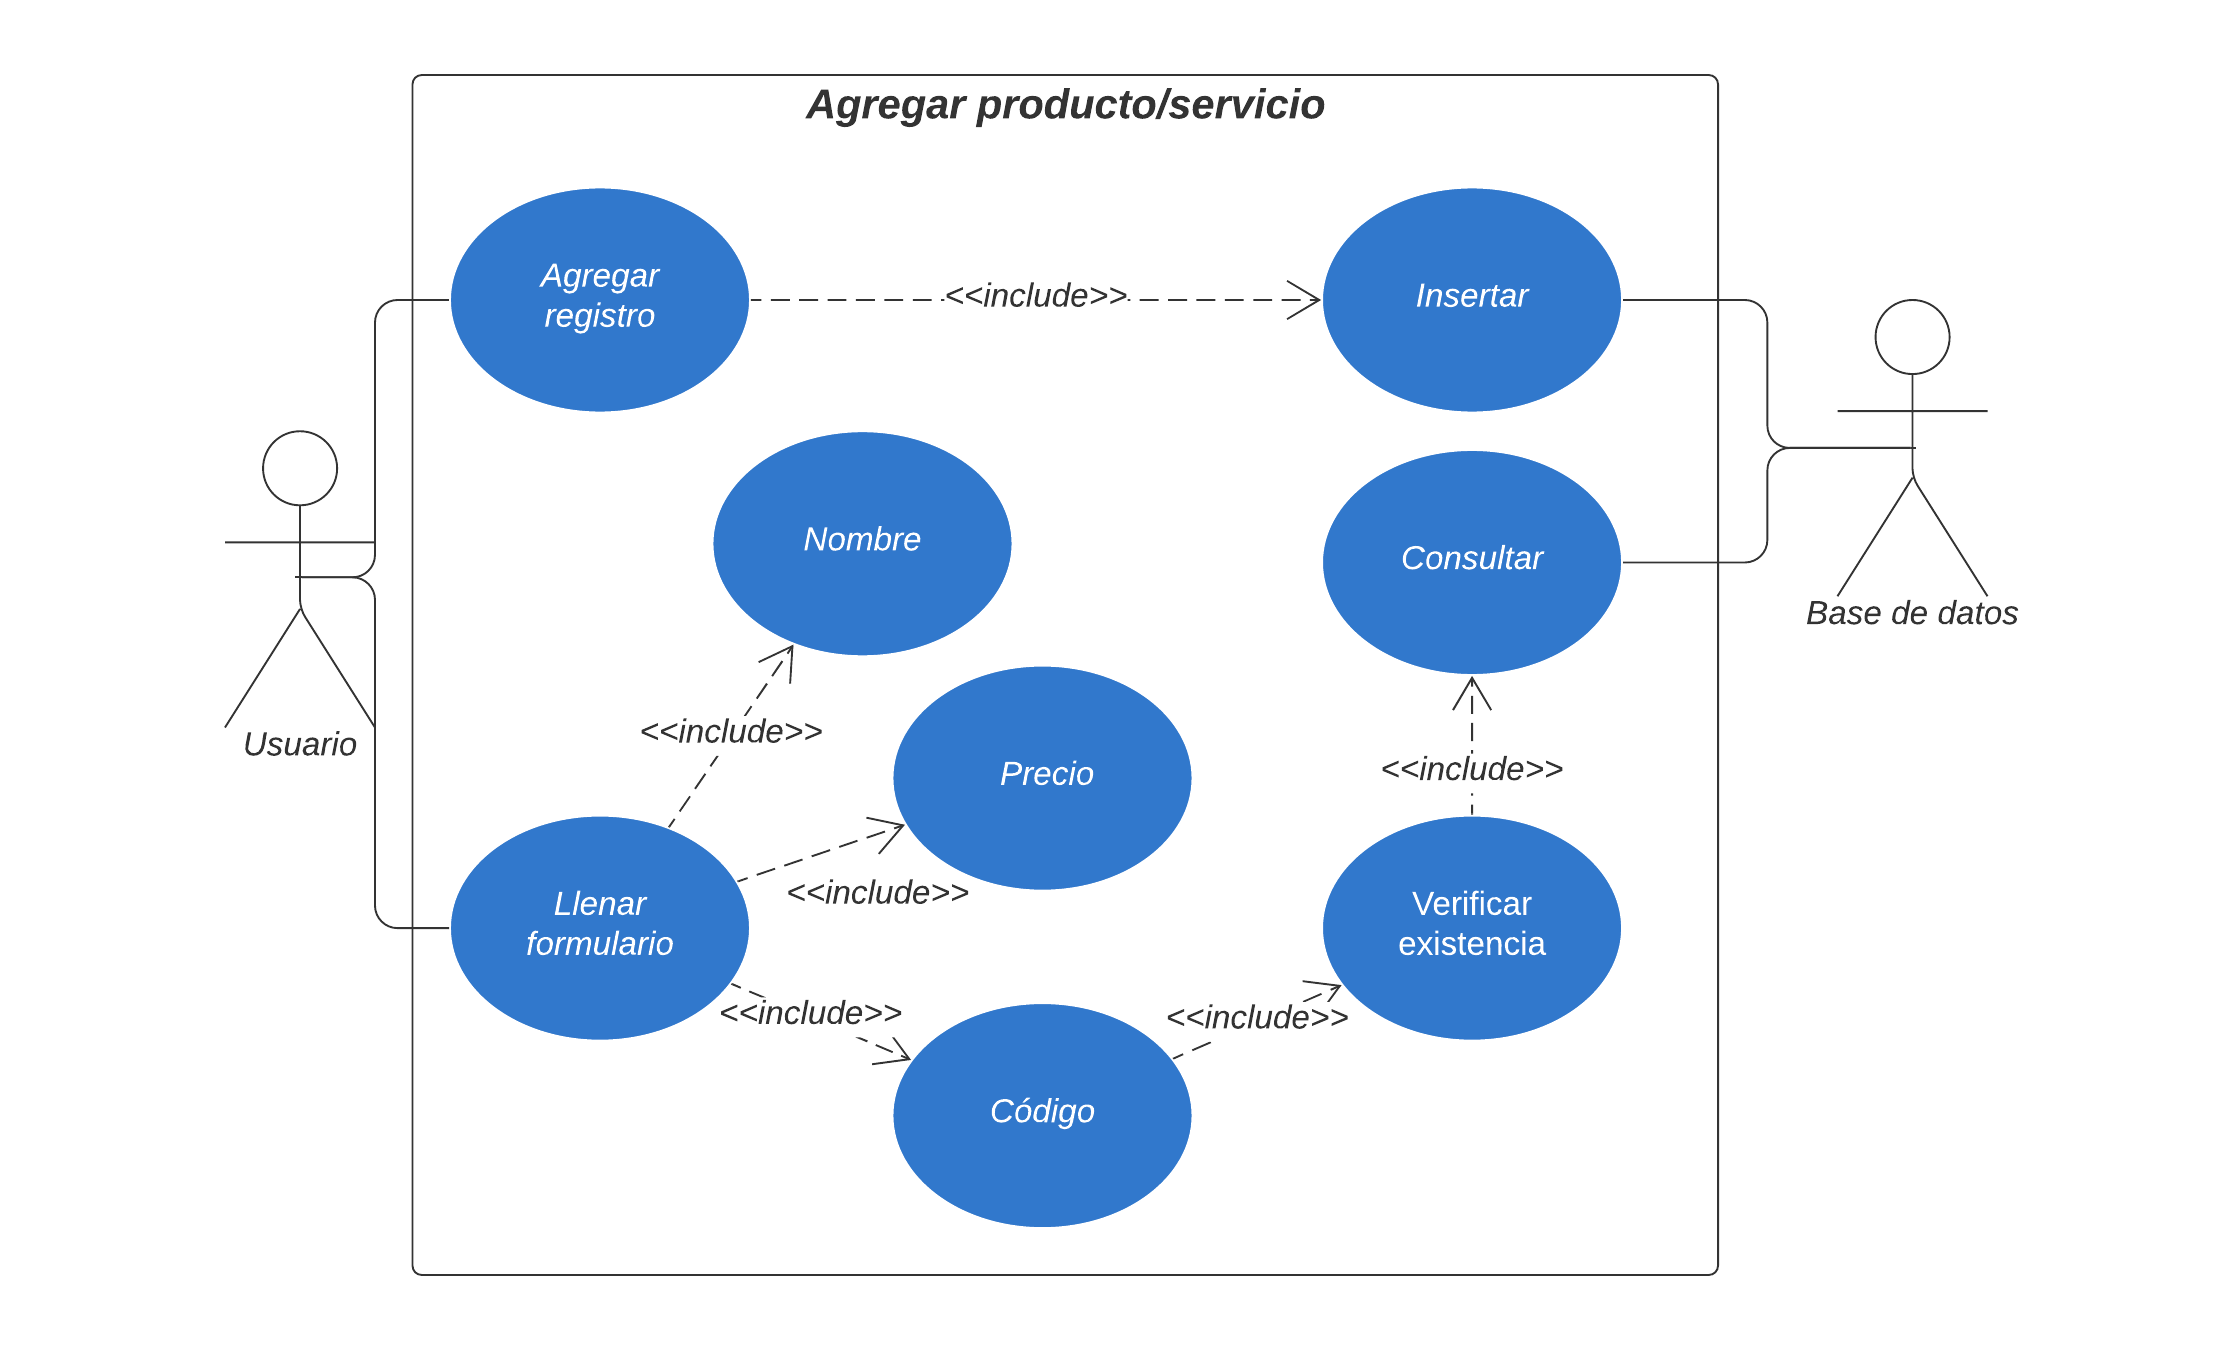 Agregar producto/servicio
Agregar
registro
<<include>>
Insertar
Nombre
Consultar
Base de datos
Usuario
<<include>>
Precio
<<include>>
<<include>>
Llenar
formulario
Verificar
existencia
<<include>>
<<include>>
Código